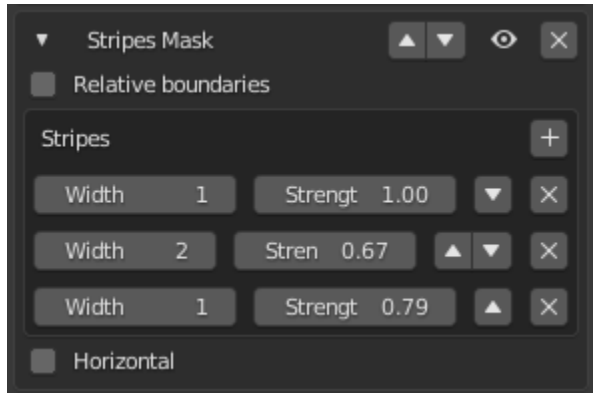 Stripes Mask
Relative boundaries
Stripes
Width 1 Strengt 1.00
Width 2 Stren 0.67
Width 1 Strengt 0.79
Horizontal